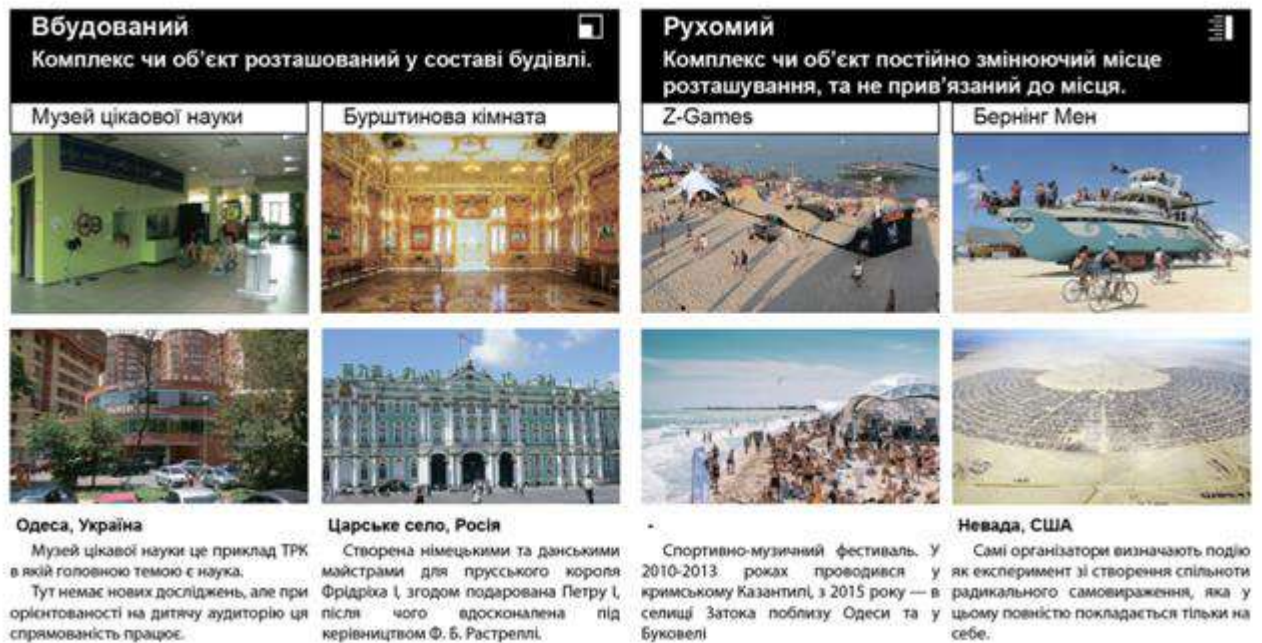 Вбудований
Комплекс чи об’єкт розташований у составі будівлі.
Музей цікаової науки
Бурштинова кімната
Одеса, Україна
Музей цікавої науки це приклад ТРК
в якій головною темою є наука.
Тут немає нових досліджень, але при
орієнтованості на дитячу аудиторію ця
спрямованість працює.
Царське село, Росія
Створена німецькими та данськими
майстрами для прусського короля
Фрідріха І, згодом подарована Петру І,
після чого вдосконалена під
керівництвом Ф. Б. Растреллі.
Рухомий
Комплекс чи об’єкт постійно змінюючий місце
розташування, та не прив’язаний до місця.
Z-Games
Бернінг Мен
-
Спортивно-музичний фестиваль. У
2010-2013 роках проводився у
кримському Казантипі, з 2015 року — в
селищі Затока поблизу Одеси та у
Буковелі
Невада, США
Самі організатори визначають подію
як експеримент зі створення спільноти
радикального самовираження, яка у
цьому повністю покладається тільки на
себе.